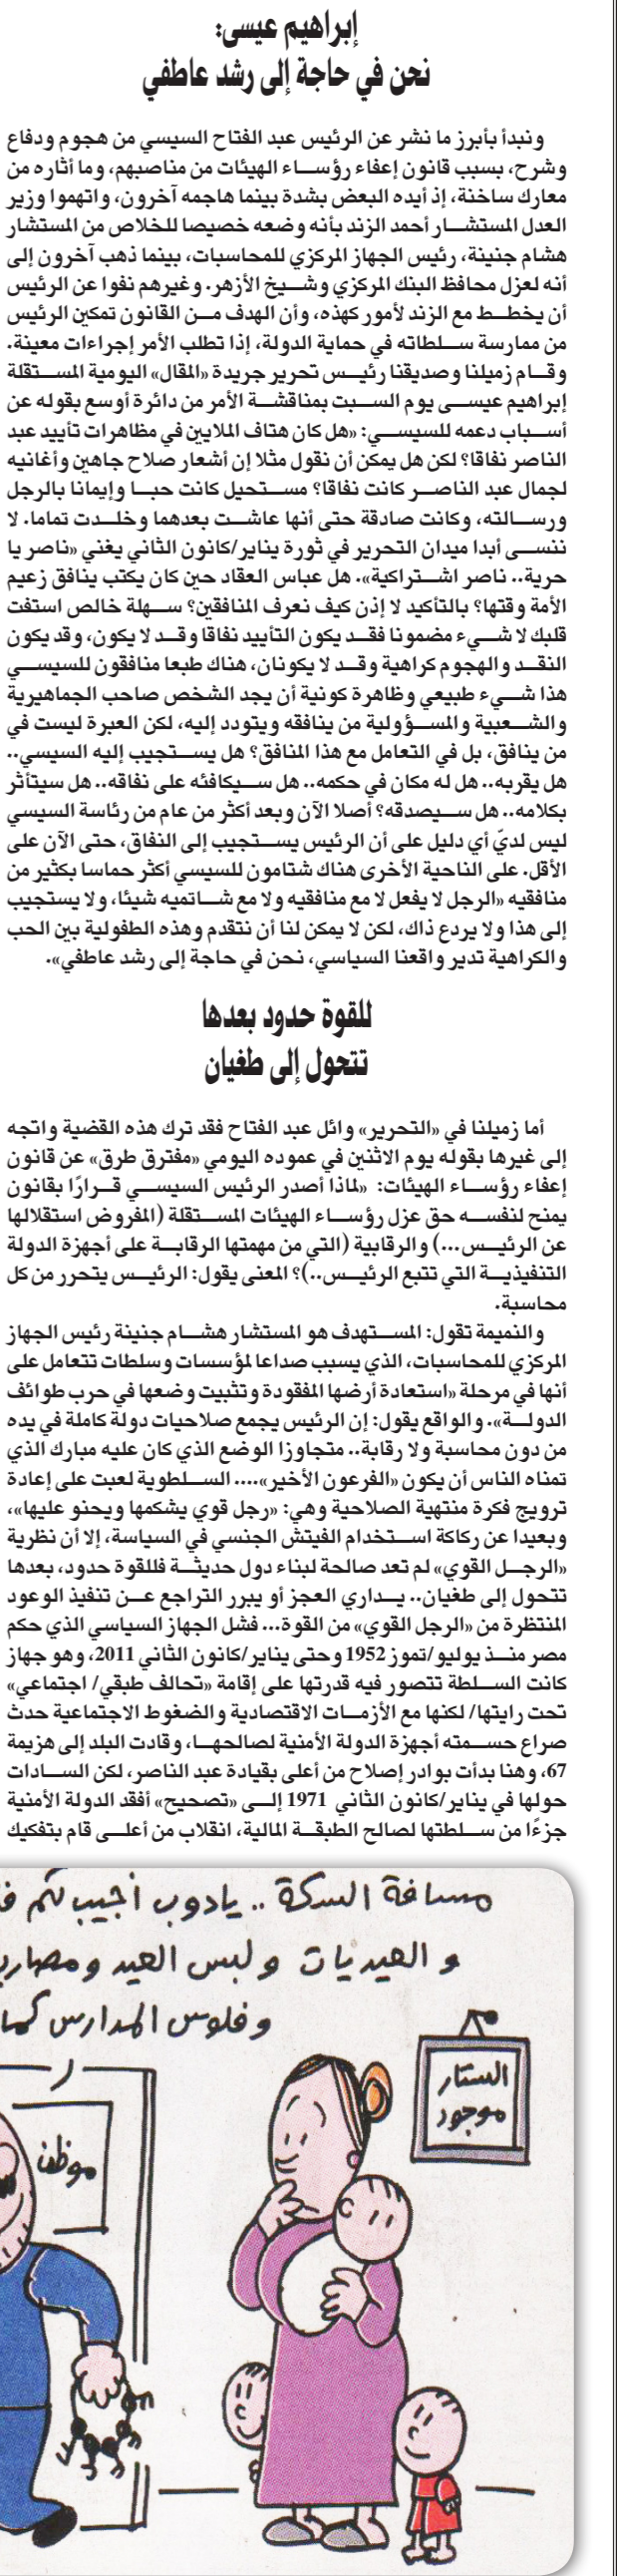 إبراهيم عيسى:
نحن في حاجة إلى رشد عاطفي
ونبدأ بأبرز ما نشر عن الرئيس عبد الفتاح السيسي من هجوم ودفاع
وشرح، بسبب قانون إعفاء رؤساء الهيئات من مناصبهم، وما أثاره من
معارك ساخنة، إذ أيده البعض بشدة بينما هاجمه آخرون، واتهموا وزير
العدل المستشار أحمد الزند بأنه وضعه خصيصا للخلاص من المستشار
هشام جنينة، رئيس الجهاز المركزي للمحاسبات، بينما ذهب آخرون إلى
أنه لعزل محافظ البنك المركزي وشيخ الأزهر. وغيرهم نفوا عن الرئيس
أن يخطط مع الزند لأمور كهذه، وأن الهدف من القانون تمكين الرئيس
من ممارسة سلطاته في حماية الدولة، إذا تطلب الأمر إجراءات معينة.
وقام زميلنا وصديقنا رئيس تحرير جريدة «المقال» اليومية المستقلة
إبراهيم عيسى يوم السبت بمناقشة الأمر من دائرة أوسع بقوله عن
أسباب دعمه للسيسي: «هل كان هتاف الملايين في مظاهرات تأييد عبد
الناصر نفاقا؟ لكن هل يمكن أن نقول مثلا إن أشعار صلاح جاهين وأغانيه
لجمال عبد الناصر كانت نفاقا؟ مستحيل كانت حبا وإيمانا بالرجل
ورسالته، وكانت صادقة حتى أنها عاشت بعدهما وخلدت تماما. لا
ننسى أبدا ميدان التحرير في ثورة يناير/كانون الثاني يغني «ناصر يا
حرية.. ناصر اشتراكية». هل عباس العقاد حين كان يكتب ينافق زعيم
الأمة وقتها؟ بالتأكيد لا إذن كيف نعرف المنافقين؟ سهلة خالص استفت
قلبك لا شيء مضمونا فقد يكون التأييد نفاقا وقد لا يكون، وقد يكون
النقد والهجوم كراهية وقد لا يكونان، هناك طبعا منافقون للسيسي
هذا شيء طبيعي وظاهرة كونية أن يجد الشخص صاحب الجماهيرية
والشعبية والمسؤولية من ينافقه ويتودد إليه، لكن العبرة ليست في
من ينافق، بل في التعامل مع هذا المنافق؟ هل يستجيب إليه السيسي..
هل يقربه.. هل له مكان في حكمه.. هل سيكافئه على نفاقه.. هل سيتأثر
بكلامه.. هل سيصدقه؟ أصلا الآن وبعد أكثر من عام من رئاسة السيسي
ليس لديّ أي دليل على أن الرئيس يستجيب إلى النفاق، حتى الآن على
الأقل. على الناحية الأخرى هناك شتامون للسيسي أكثر حماسا بكثير من
منافقيه «الرجل لا يفعل لا مع منافقيه ولا مع شاتميه شيئا، ولا يستجيب
إلى هذا ولا يردع ذاك، لكن لا يمكن لنا أن نتقدم وهذه الطفولية بين الحب
والكراهية تدير واقعنا السياسي، نحن في حاجة إلى رشد عاطفي».
للقوة حدود بعدها
تتحول إلى طغيان
أما زميلنا في «التحرير» وائل عبد الفتاح فقد ترك هذه القضية واتجه
إلى غيرها بقوله يوم الاثنين في عموده اليومي «مفترق طرق» عن قانون
إعفاء رؤساء الهيئات: «لماذا أصدر الرئيس السيسي قرارًا بقانون
يمنح لنفسه حق عزل رؤساء الهيئات المستقلة (المفروض استقلالها
عن الرئيس...) والرقابية (التي من مهمتها الرقابة على أجهزة الدولة
التنفيذية التي تتبع الرئيس..)؟ المعنى يقول: الرئيس يتحرر من كل
محاسبة.
والنميمة تقول: المستهدف هو المستشار هشام جنينة رئيس الجهاز
المركزي للمحاسبات، الذي يسبب صداعا لمؤسسات وسلطات تتعامل على
أنها في مرحلة «استعادة أرضها المفقودة وتثبيت وضعها في حرب طوائف
الدولة». والواقع يقول: إن الرئيس يجمع صلاحيات دولة كاملة في يده
من دون محاسبة ولا رقابة.. متجاوزا الوضع الذي كان عليه مبارك الذي
تمناه الناس أن يكون «الفرعون الأخير».... السلطوية لعبت على إعادة
ترويج فكرة منتهية الصلاحية وهي: «رجل قوي يشكمها ويحنو عليها»،
وبعيدا عن ركاكة استخدام الفيتش الجنسي في السياسة، إلا أن نظرية
«الرجل القوي» لم تعد صالحة لبناء دول حديثة فللقوة حدود، بعدها
تتحول إلى طغيان.. يداري العجز أو يبرر التراجع عن تنفيذ الوعود
المنتظرة من «الرجل القوي» من القوة... فشل الجهاز السياسي الذي حكم
مصر منذ يوليو/تموز 1952 وحتى يناير/كانون الثاني 2011، وهو جهاز
كانت السلطة تتصور فيه قدرتها على إقامة «تحالف طبقي/ اجتماعي»
تحت رايتها/ لكنها مع الأزمات الاقتصادية والضغوط الاجتماعية حدث
صراع حسمته أجهزة الدولة الأمنية لصالحها، وقادت البلد إلى هزيمة
67، وهنا بدأت بوادر إصلاح من أعلى بقيادة عبد الناصر، لكن السادات
حولها في يناير/كانون الثاني 1971 إلى «تصحيح» أفقد الدولة الأمنية
جزءًا من سلطتها لصالح الطبقة المالية، انقلاب من أعلى قام بتفكيك
مسافة السكة .. يادوب أجيب لكم
والعيديات ولبس العيد
وفلوس المدارس كما
الستار
موجود
موظف